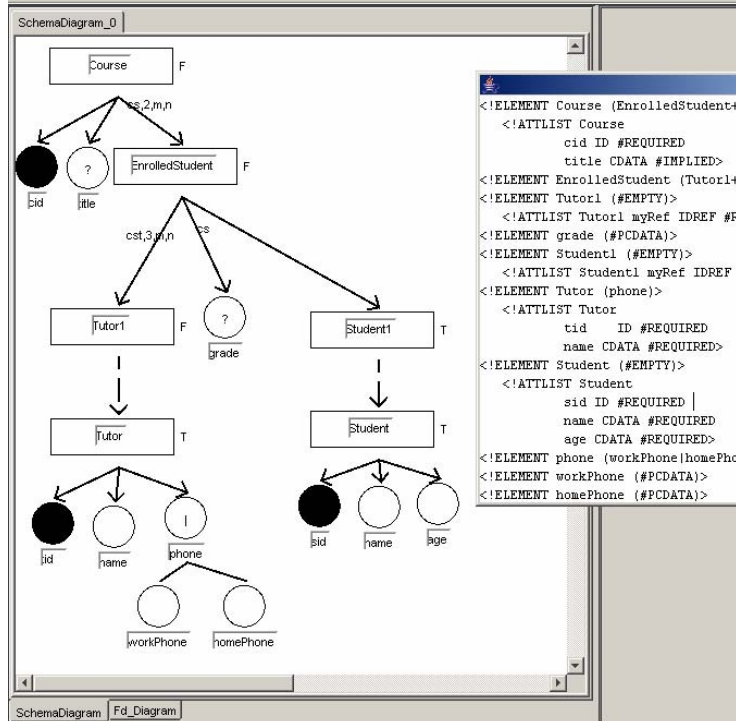 SchemaDiagram_0
Course F
cs,2,m,n
?
cid title EnrolledStudent F
cst,3,m,n cs
Tutor1 F ? Student1 T
grade
Tutor T Student T
|
tid name phone sid name age
workPhone homePhone
<!ELEMENT Course (EnrolledStudent+
<!ATTLIST Course
cid ID #REQUIRED
title CDATA #IMPLIED>
<!ELEMENT EnrolledStudent (Tutor1+
<!ELEMENT Tutor1 (#EMPTY)>
<!ATTLIST Tutor1 myRef IDREF #R
<!ELEMENT grade (#PCDATA)>
<!ELEMENT Student1 (#EMPTY)>
<!ATTLIST Student1 myRef IDREF
<!ELEMENT Tutor (phone)>
<!ATTLIST Tutor
tid ID #REQUIRED
name CDATA #REQUIRED>
<!ELEMENT Student (#EMPTY)>
<!ATTLIST Student
sid ID #REQUIRED
name CDATA #REQUIRED
age CDATA #REQUIRED>
<!ELEMENT phone (workPhone|homePho
<!ELEMENT workPhone (#PCDATA)>
<!ELEMENT homePhone (#PCDATA)>
SchemaDiagram Fd_Diagram